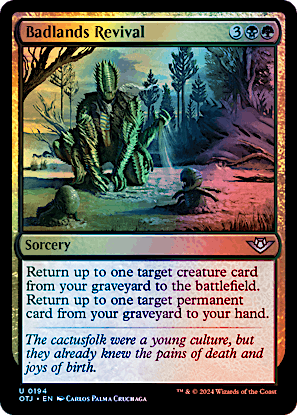 Badlands Revival 3
Sorcery
Return up to one target creature card
from your graveyard to the battlefield.
Return up to one target permanent
card from your graveyard to your hand.
The cactusfolk were a young culture, but
they already knew the pains of death and
joys of birth.
U 0194
OTJ • EN Carlos Palma Cruchaga
™ & © 2024 Wizards of the Coast